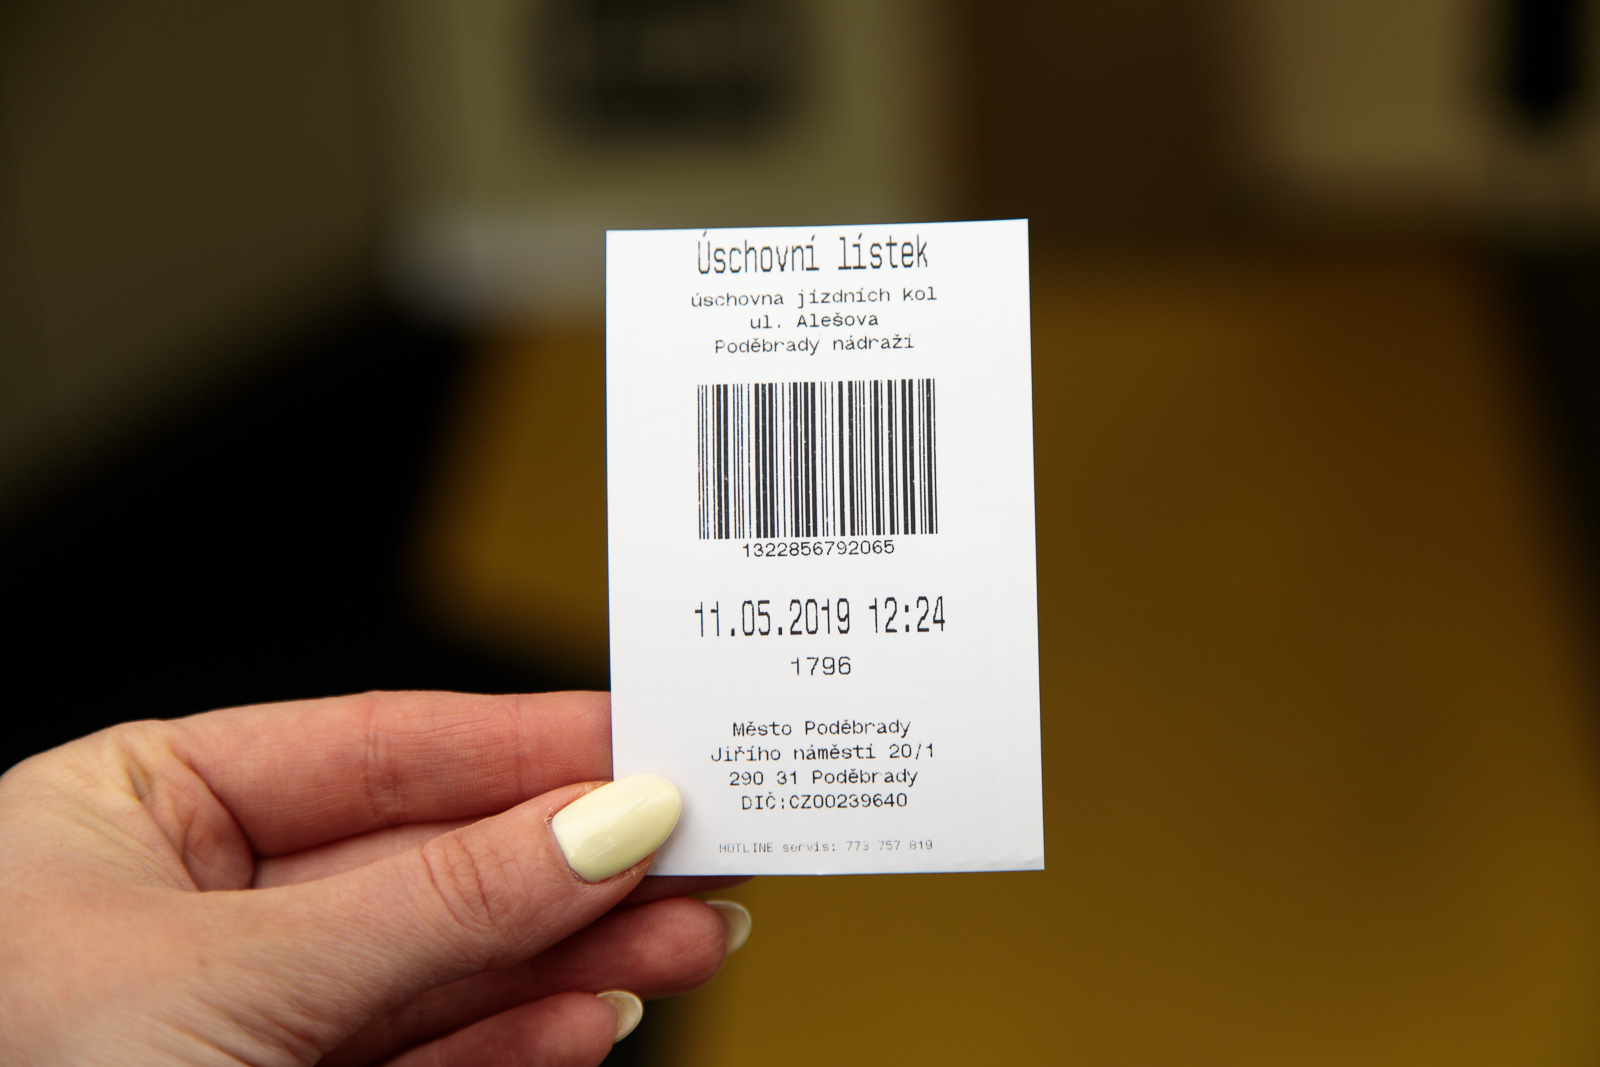 Úschovní lístek
úschovna jízdních kol
ul. Alešova
Poděbrady nádraží
1322856792065
11.05.2019 12:24
1796
Město Poděbrady
Jiřího náměstí 20/1
290 31 Poděbrady
DIČ:CZ00239640
HOTLINE servis: 773 757 819